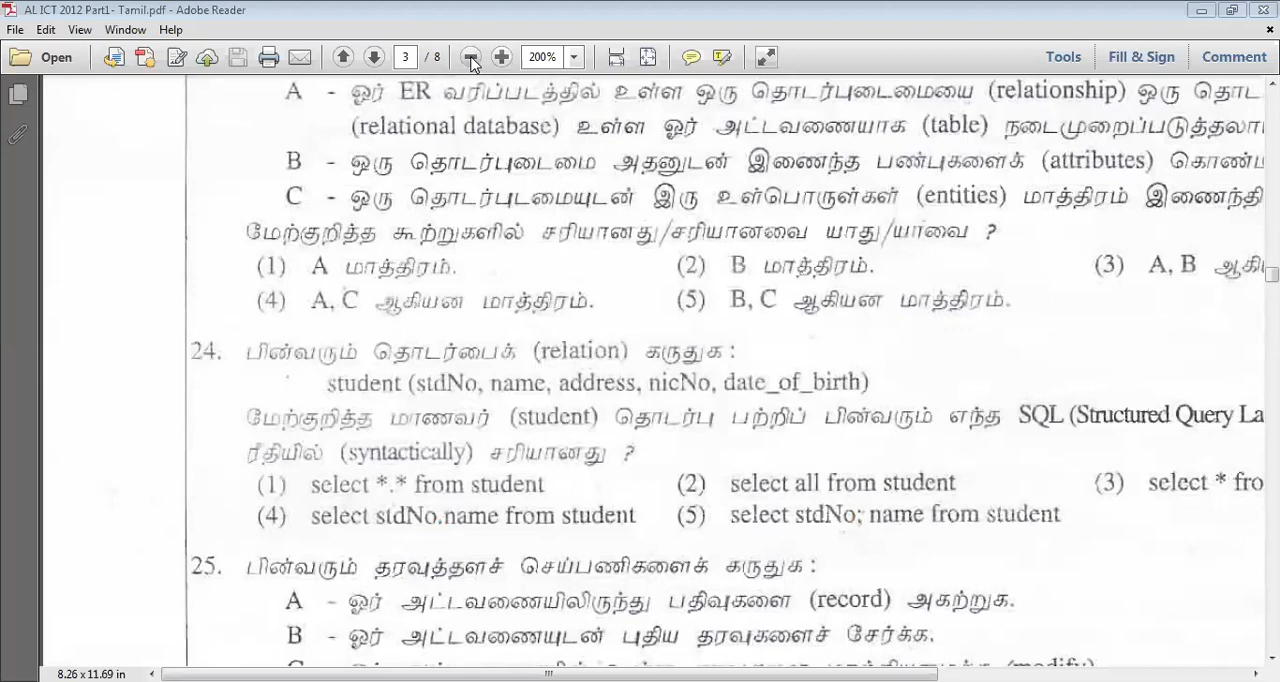 AL ICT 2012 Part1- Tamil.pdf - Adobe Reader
File Edit View Window Help
Open 3 / 8 200% Tools Fill & Sign Comment
A - ஓர் ER வரிப்படத்தில் உள்ள ஒரு தொடர்புடைமையை (relationship) ஒரு தொட
(relational database) உள்ள ஓர் அட்டவணையாக (table) நடைமுறைப்படுத்தலா
B - ஒரு தொடர்புடைமை அதனுடன் இணைந்த பண்புகளைக் (attributes) கொண்
C - ஒரு தொடர்புடமையுடன் இரு உள்பொருள்கள் (entities) மாத்திரம் இணைந்தி
மேற்குறித்த கூற்றுகளில் சரியானது/சரியானவை யாது/யாவை ?
(1) A மாத்திரம். (2) B மாத்திரம். (3) A, B ஆகி
(4) A, C ஆகியன மாத்திரம். (5) B, C ஆகியன மாத்திரம்.
24. பின்வரும் தொடர்பைக் (relation) கருதுக :
student (stdNo, name, address, nicNo, date_of_birth)
மேற்குறித்த மாணவர் (student) தொடர்பு பற்றிப் பின்வரும் எந்த SQL (Structured Query La
ரீதியில் (syntactically) சரியானது ?
(1) select *.* from student (2) select all from student (3) select * fro
(4) select stdNo.name from student (5) select stdNo; name from student
25. பின்வரும் தரவுத்தளச் செய்பணிகளைக் கருதுக :
A - ஓர் அட்டவணையிலிருந்து பதிவுகளை (record) அகற்றுக.
B - ஓர் அட்டவணையுடன் புதிய தரவுகளைச் சேர்க்க.
(modify)
8.26 x 11.69 in